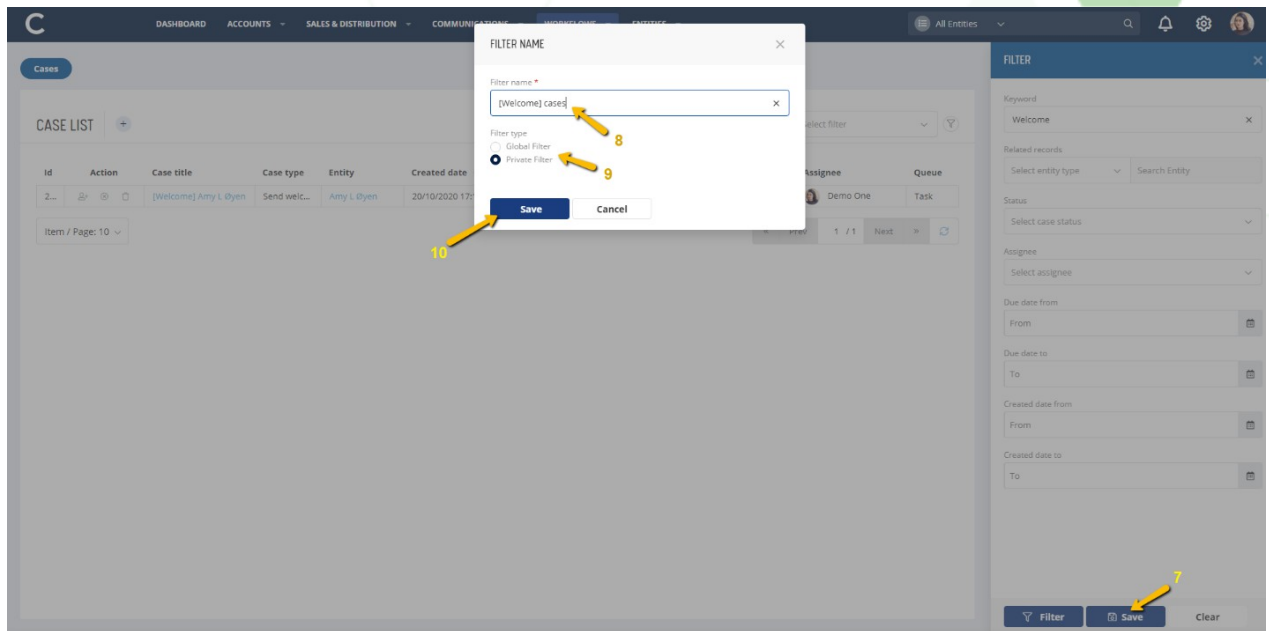 C DASHBOARD ACCOUNTS SALES & DISTRIBUTION COMMUNICATIONS WORKFLOWS ENTITIES All Entities
FILTER NAME
FILTER
Cases
Filter name *
Keyword
[Welcome] cases
Welcome
8
CASE LIST
Select filter
Filter type
Global Filter
Private Filter
9
Related records
Select entity type Search Entity
Id Action Case title Case type Entity Created date Assignee Queue
2... [Welcome] Amy L Øyen Send welc... Amy L Øyen 20/10/2020 17: Demo One Task
Save Cancel
Status
Select case status
Item / Page: 10
Prev 1 / 1 Next
10
Assignee
Select assignee
Due date from
From
Due date to
To
Created date from
From
Created date to
To
7
Filter Save Clear